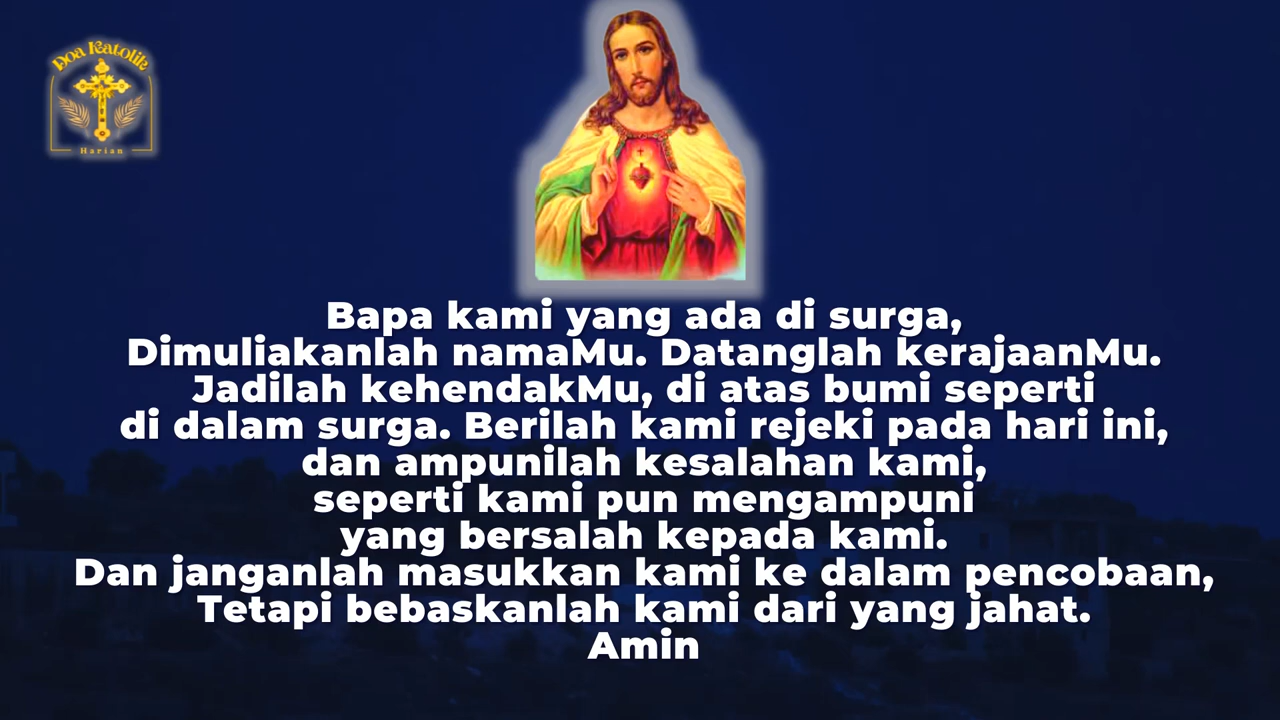 Doa Katolik
Harian
Bapa kami yang ada di surga,
Dimuliakanlah namaMu. Datanglah kerajaanMu.
Jadilah kehendakMu, di atas bumi seperti
di dalam surga. Berilah kami rejeki pada hari ini,
dan ampunilah kesalahan kami,
seperti kami pun mengampuni
yang bersalah kepada kami.
Dan janganlah masukkan kami ke dalam pencobaan,
Tetapi bebaskanlah kami dari yang jahat.
Amin